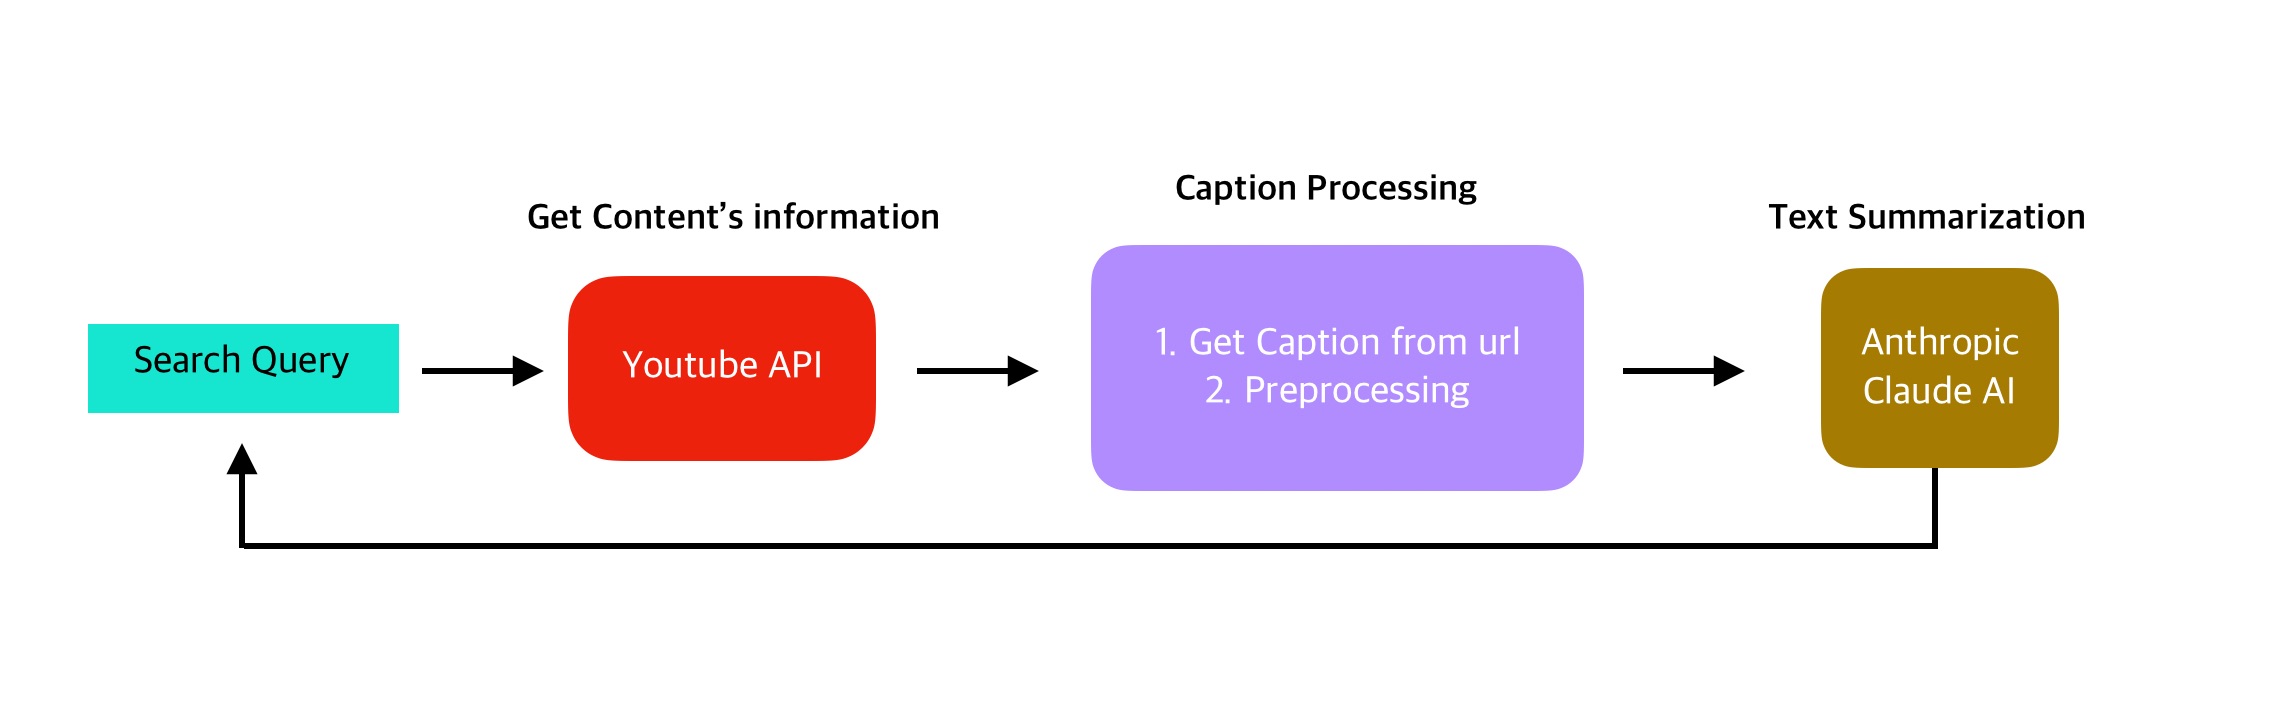 Caption Processing
Get Content’s information
Text Summarization
Search Query
Youtube API
1. Get Caption from url
2. Preprocessing
Anthropic
Claude AI